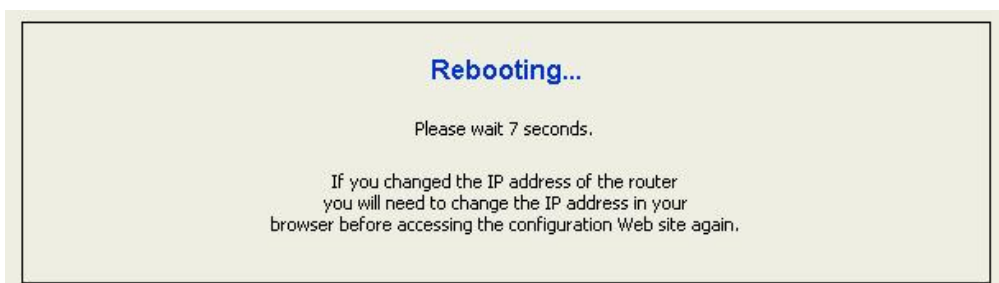 Rebooting...
Please wait 7 seconds.
If you changed the IP address of the router
you will need to change the IP address in your
browser before accessing the configuration Web site again.